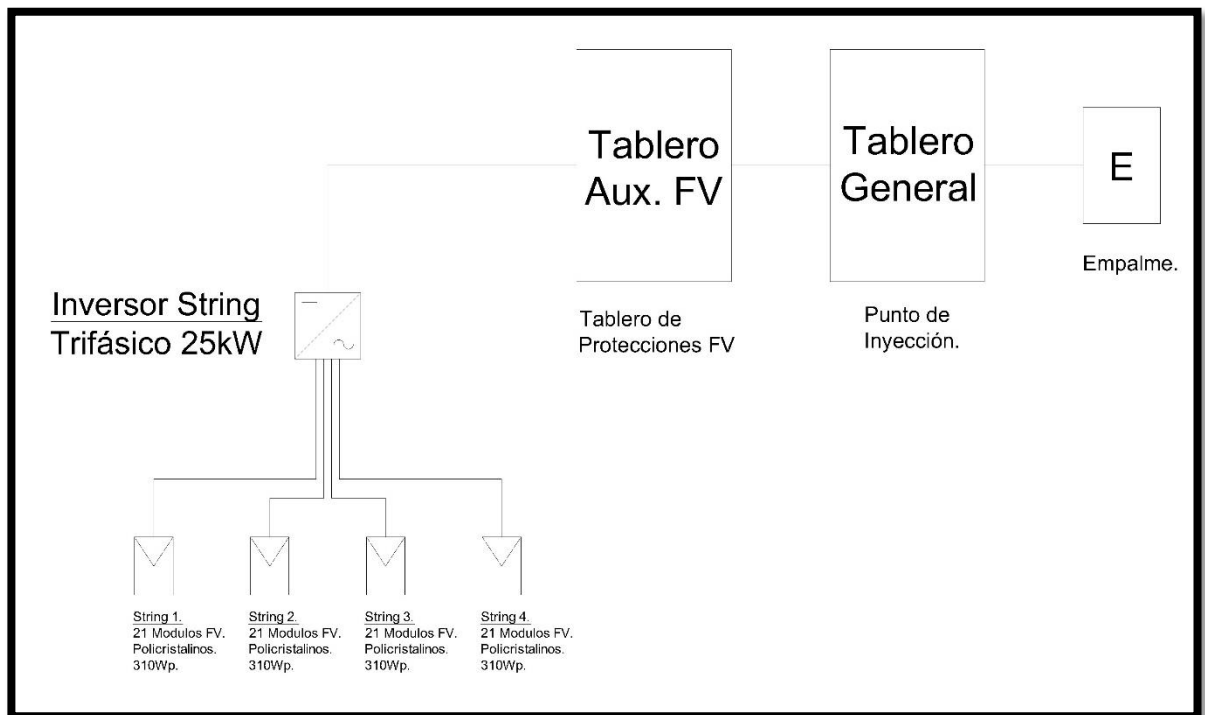 Tablero
Aux. FV
Tablero
General
E
Empalme.
Inversor String
Trifásico 25kW
Tablero de
Protecciones FV
Punto de
Inyección.
String 1.
21 Modulos FV.
Policristalinos.
310Wp.
String 2.
21 Modulos FV.
Policristalinos.
310Wp.
String 3.
21 Modulos FV.
Policristalinos.
310Wp.
String 4.
21 Modulos FV.
Policristalinos.
310Wp.